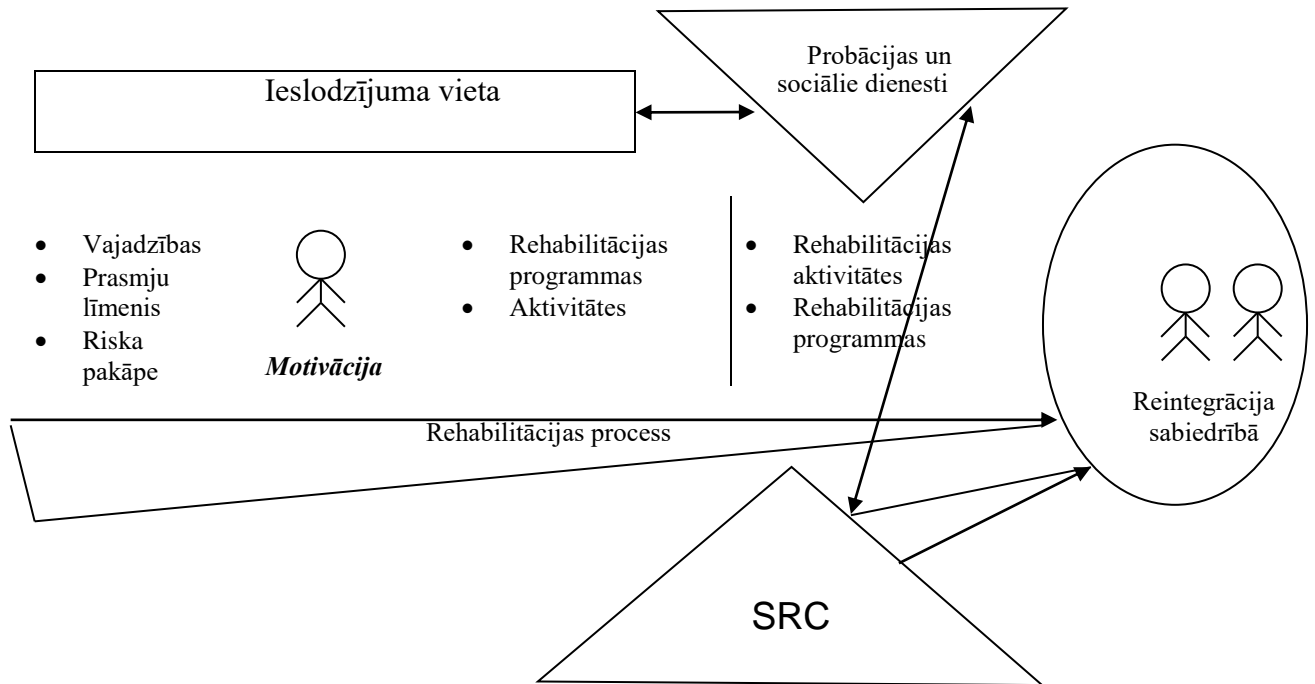 Ieslodzījuma vieta
Probācijas un
sociālie dienesti
• Vajadzības
• Prasmju
līmenis
• Riska
pakāpe
Motivācija
• Rehabilitācijas
programmas
• Aktivitātes
• Rehabilitācijas
aktivitātes
• Rehabilitācijas
programmas
Reintegrācija
sabiedrībā
Rehabilitācijas process
SRC